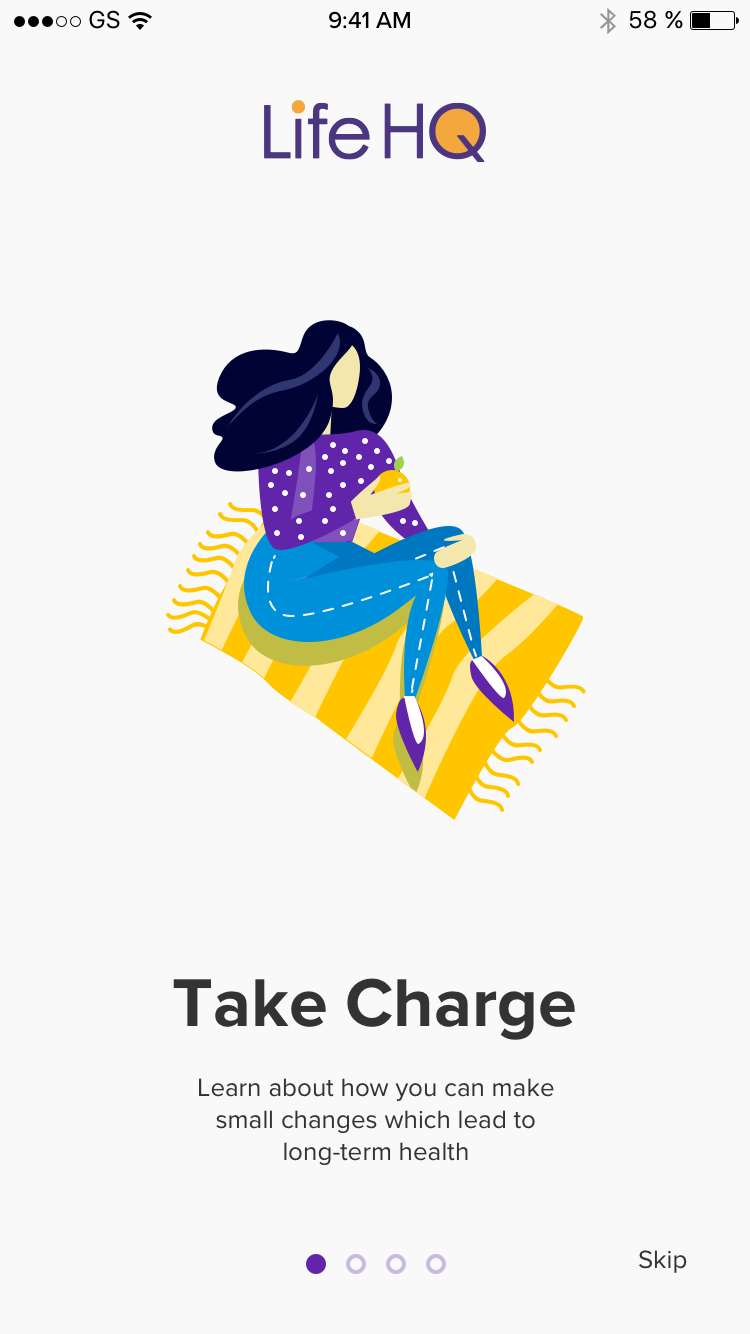 GS 9:41 AM 58 %
Life HQ
Take Charge
Learn about how you can make
small changes which lead to
long-term health
Skip